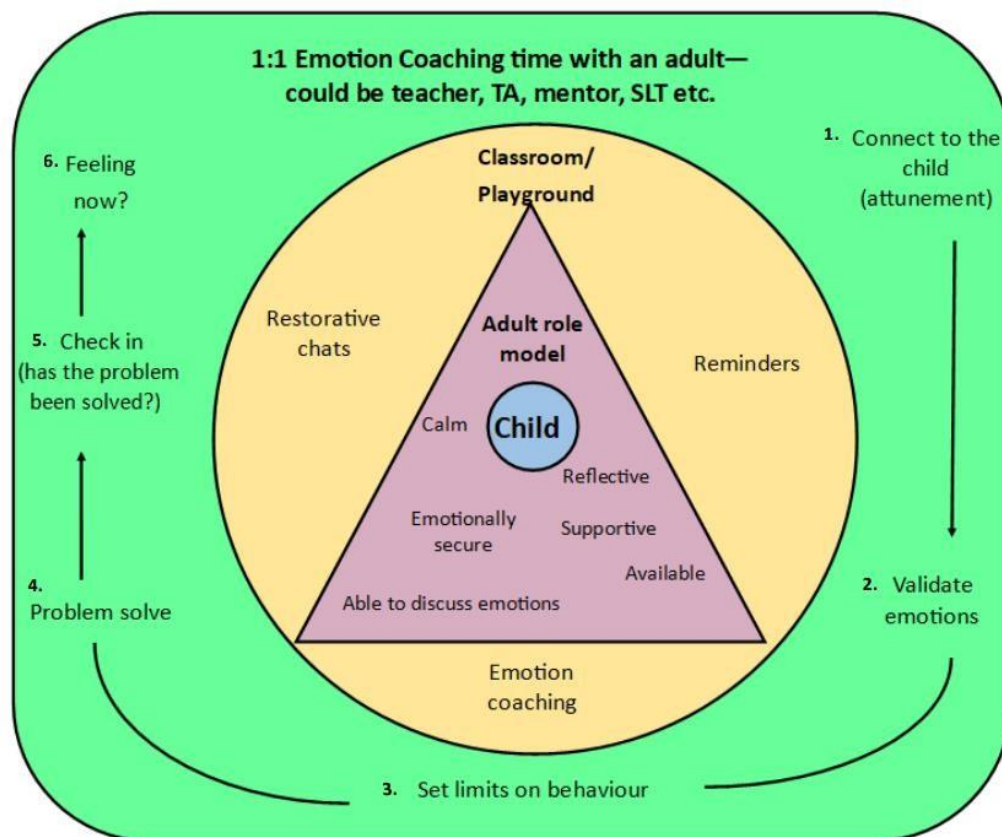 1:1 Emotion Coaching time with an adult—
could be teacher, TA, mentor, SLT etc.
1. Connect to the
child
(attunement)
2. Validate
emotions
3. Set limits on behaviour
4.
Problem solve
5. Check in
(has the problem
been solved?)
6. Feeling
now?
Classroom/
Playground
Restorative
chats
Reminders
Emotion
coaching
Adult role
model
Child
Calm
Reflective
Emotionally
secure
Supportive
Available
Able to discuss emotions